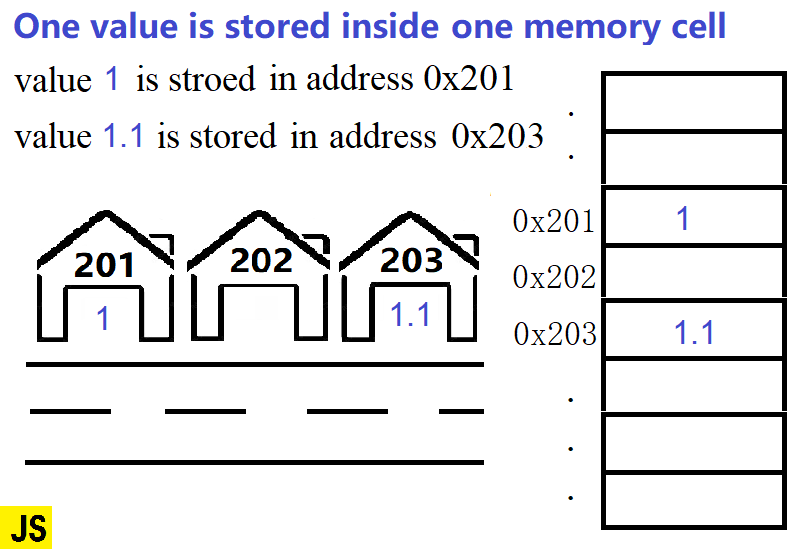 One value is stored inside one memory cell
value 1 is stroed in address 0x201
value 1.1 is stored in address 0x203
201
202
203
1
1.1
0x201
1
0x202
0x203
1.1
JS